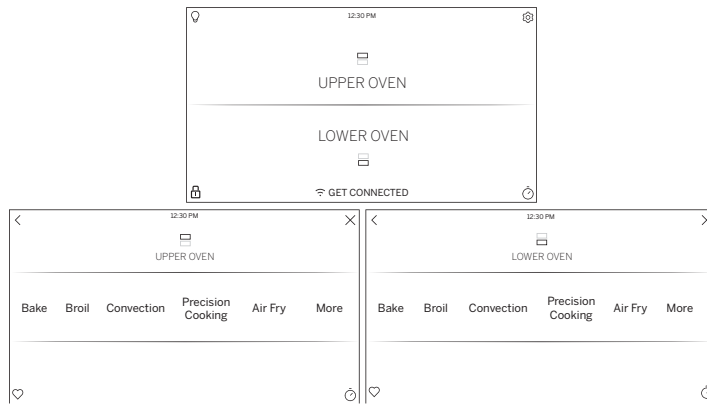 12:30 PM
UPPER OVEN
LOWER OVEN
GET CONNECTED
12:30 PM
UPPER OVEN
Bake Broil Convection Precision Cooking Air Fry More
12:30 PM
LOWER OVEN
Bake Broil Convection Precision Cooking Air Fry More